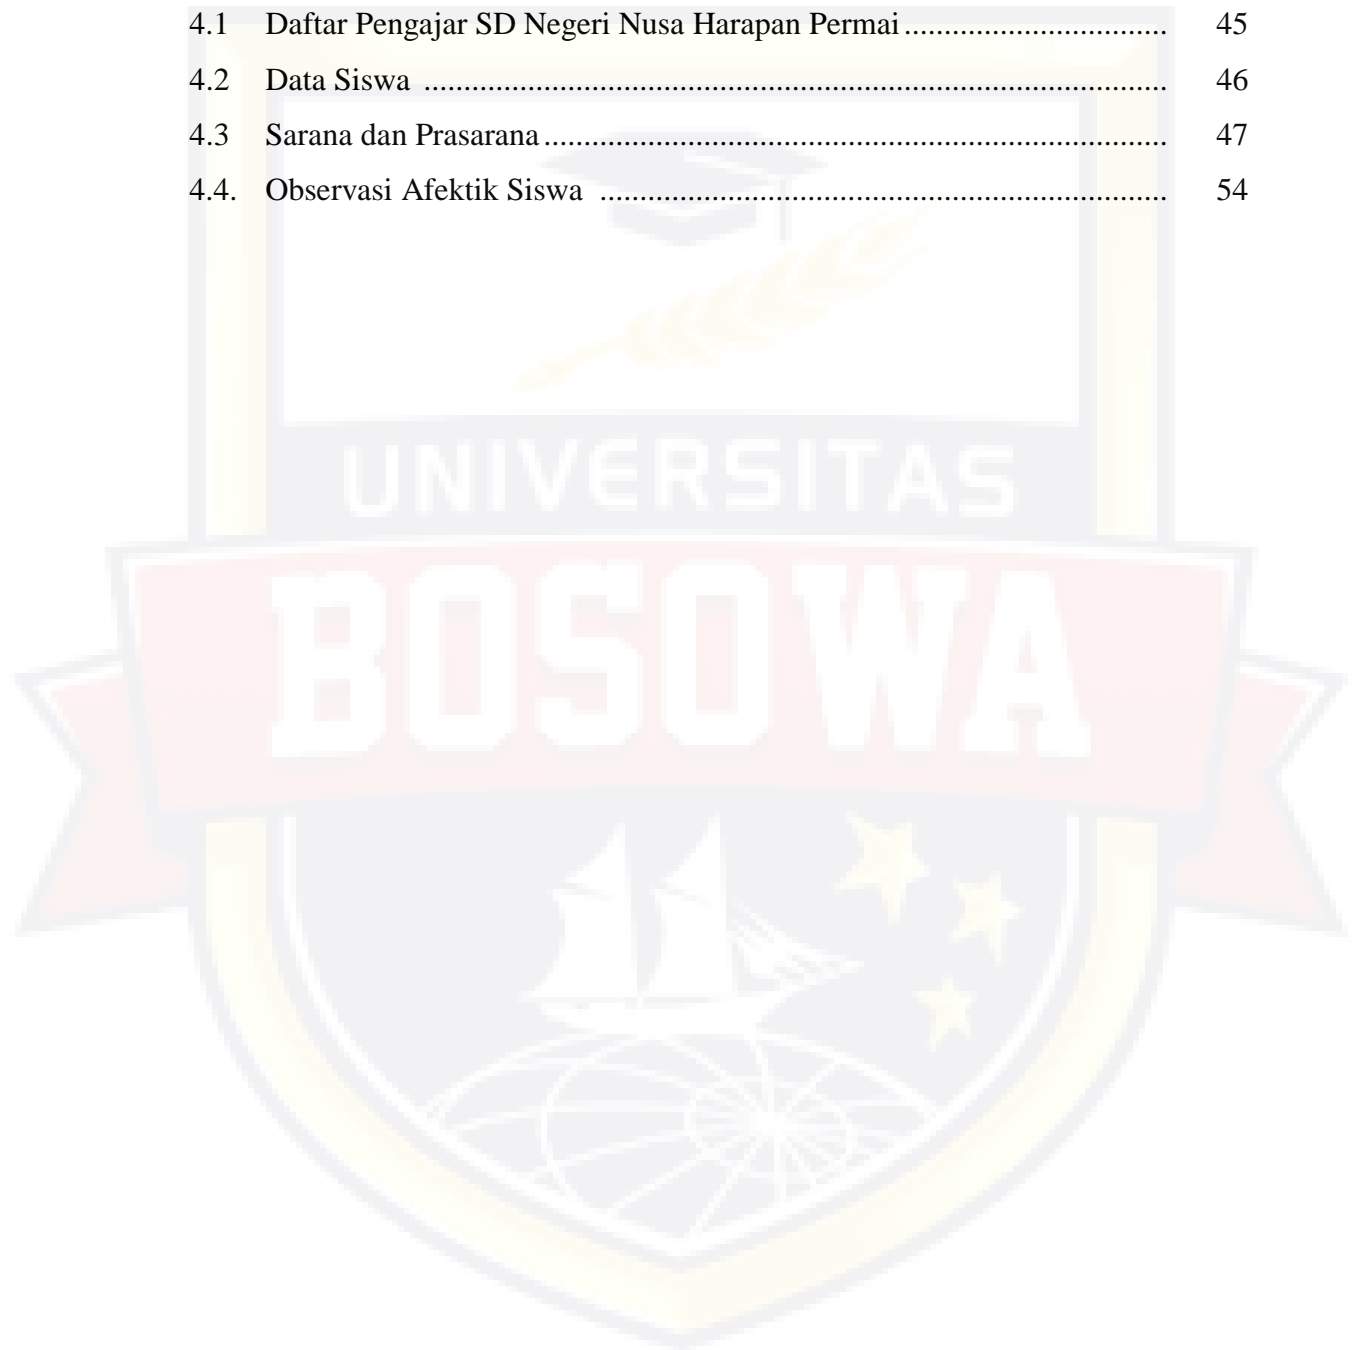 4.1 Daftar Pengajar SD Negeri Nusa Harapan Permai ................................. 45
4.2 Data Siswa ............................................................................................. 46
4.3 Sarana dan Prasarana .............................................................................. 47
4.4. Observasi Afektik Siswa ....................................................................... 54
UNIVERSITAS
BOSOWA